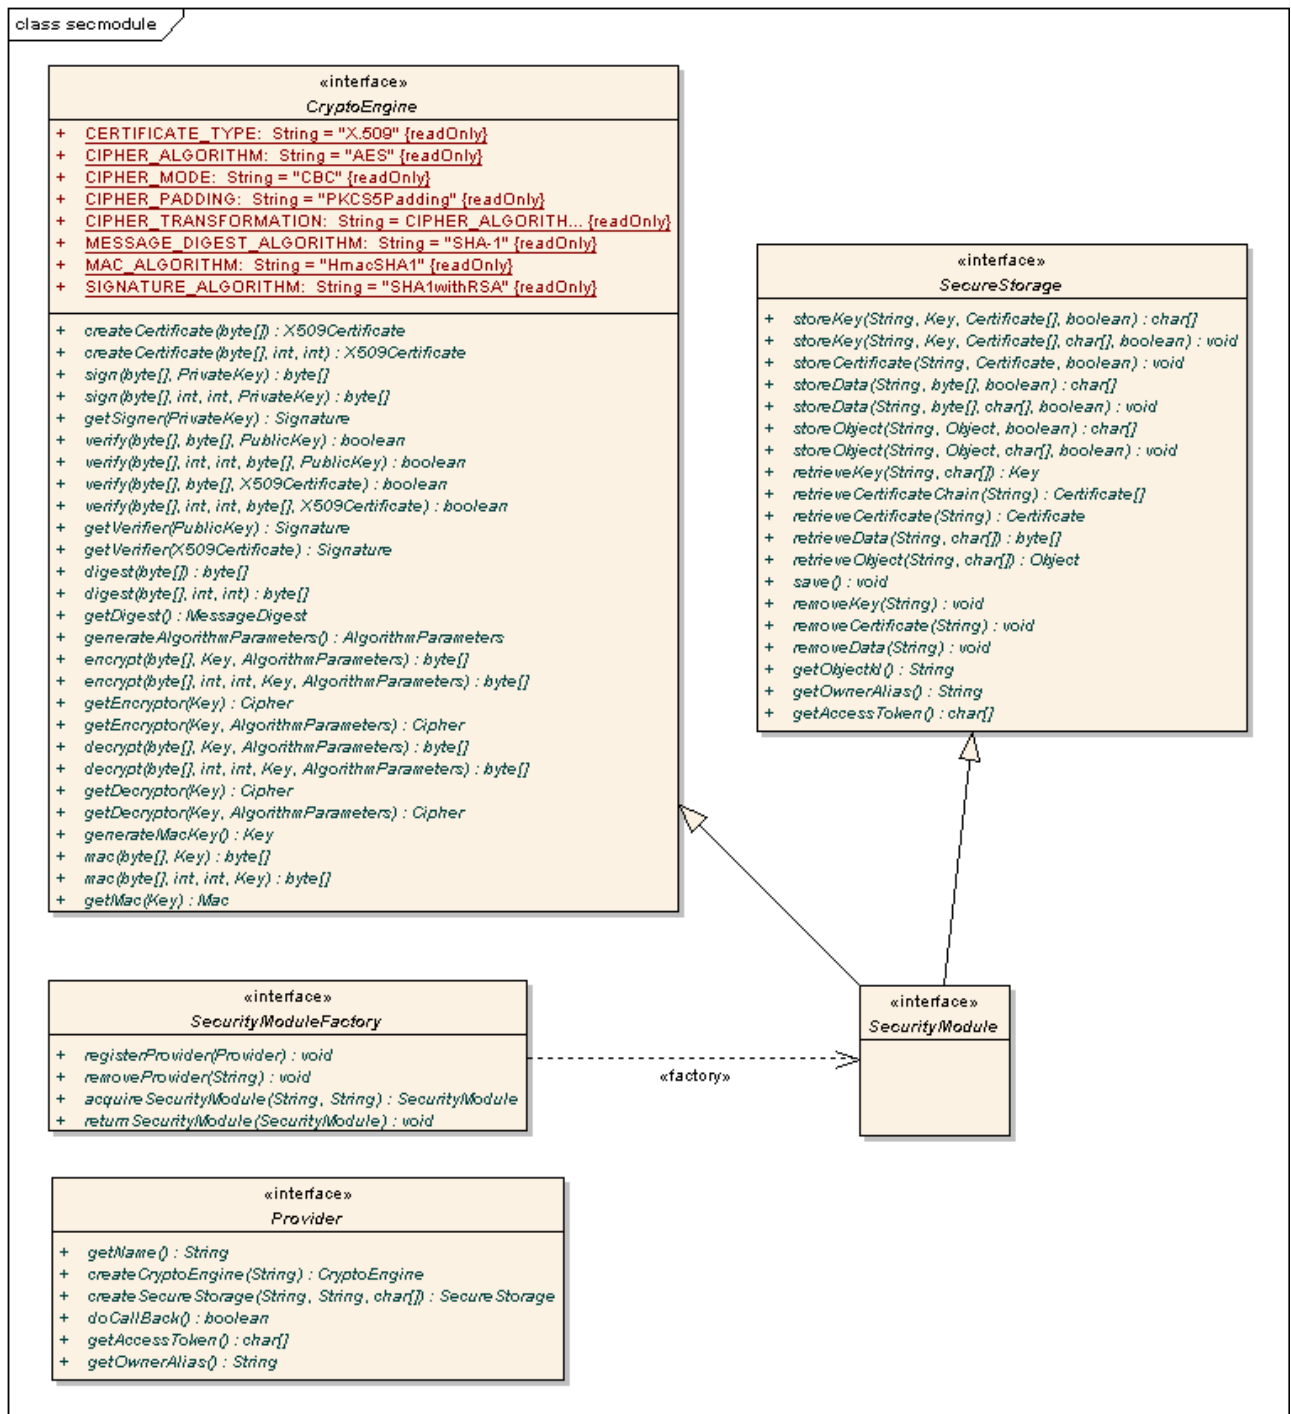 class secmodule
«interface»
CryptoEngine
+ CERTIFICATE_TYPE: String = "X.509" {readOnly}
+ CIPHER_ALGORITHM: String = "AES" {readOnly}
+ CIPHER_MODE: String = "CBC" {readOnly}
+ CIPHER_PADDING: String = "PKCS5Padding" {readOnly}
+ CIPHER_TRANSFORMATION: String = CIPHER_ALGORITH... {readOnly}
+ MESSAGE_DIGEST_ALGORITHM: String = "SHA-1" {readOnly}
+ MAC_ALGORITHM: String = "HmacSHA1" {readOnly}
+ SIGNATURE_ALGORITHM: String = "SHA1withRSA" {readOnly}
+ createCertificate(byte[]) : X509Certificate
+ createCertificate(byte[], int, int) : X509Certificate
+ sign(byte[], PrivateKey) : byte[]
+ sign(byte[], int, int, PrivateKey) : byte[]
+ getSigner(PrivateKey) : Signature
+ verify(byte[], byte[], PublicKey) : boolean
+ verify(byte[], int, int, byte[], PublicKey) : boolean
+ verify(byte[], byte[], X509Certificate) : boolean
+ verify(byte[], int, int, byte[], X509Certificate) : boolean
+ getVerifier(PublicKey) : Signature
+ getVerifier(X509Certificate) : Signature
+ digest(byte[]) : byte[]
+ digest(byte[], int, int) : byte[]
+ getDigest() : MessageDigest
+ generateAlgorithmParameters() : AlgorithmParameters
+ encrypt(byte[], Key, AlgorithmParameters) : byte[]
+ encrypt(byte[], int, int, Key, AlgorithmParameters) : byte[]
+ getEncryptor(Key) : Cipher
+ getEncryptor(Key, AlgorithmParameters) : Cipher
+ decrypt(byte[], Key, AlgorithmParameters) : byte[]
+ decrypt(byte[], int, int, Key, AlgorithmParameters) : byte[]
+ getDecryptor(Key) : Cipher
+ getDecryptor(Key, AlgorithmParameters) : Cipher
+ generateMacKey() : Key
+ mac(byte[], Key) : byte[]
+ mac(byte[], int, int, Key) : byte[]
+ getMac(Key) : Mac
«interface»
SecureStorage
+ storeKey(String, Key, Certificate[], boolean) : char[]
+ storeKey(String, Key, Certificate[], char[], boolean) : void
+ storeCertificate(String, Certificate, boolean) : void
+ storeData(String, byte[], boolean) : char[]
+ storeData(String, byte[], char[], boolean) : void
+ storeObject(String, Object, boolean) : char[]
+ storeObject(String, Object, char[], boolean) : void
+ retrieveKey(String, char[]) : Key
+ retrieveCertificateChain(String) : Certificate[]
+ retrieveCertificate(String) : Certificate
+ retrieveData(String, char[]) : byte[]
+ retrieveObject(String, char[]) : Object
+ save() : void
+ removeKey(String) : void
+ removeCertificate(String) : void
+ removeData(String) : void
+ getObjectId() : String
+ getOwnerAlias() : String
+ getAccessToken() : char[]
«interface»
SecurityModuleFactory
+ registerProvider(Provider) : void
+ removeProvider(String) : void
+ acquireSecurityModule(String, String) : SecurityModule
+ returnSecurityModule(SecurityModule) : void
«factory»
«interface»
SecurityModule
«interface»
Provider
+ getName() : String
+ createCryptoEngine(String) : CryptoEngine
+ createSecureStorage(String, String, char[]) : SecureStorage
+ doCallBack() : boolean
+ getAccessToken() : char[]
+ getOwnerAlias() : String